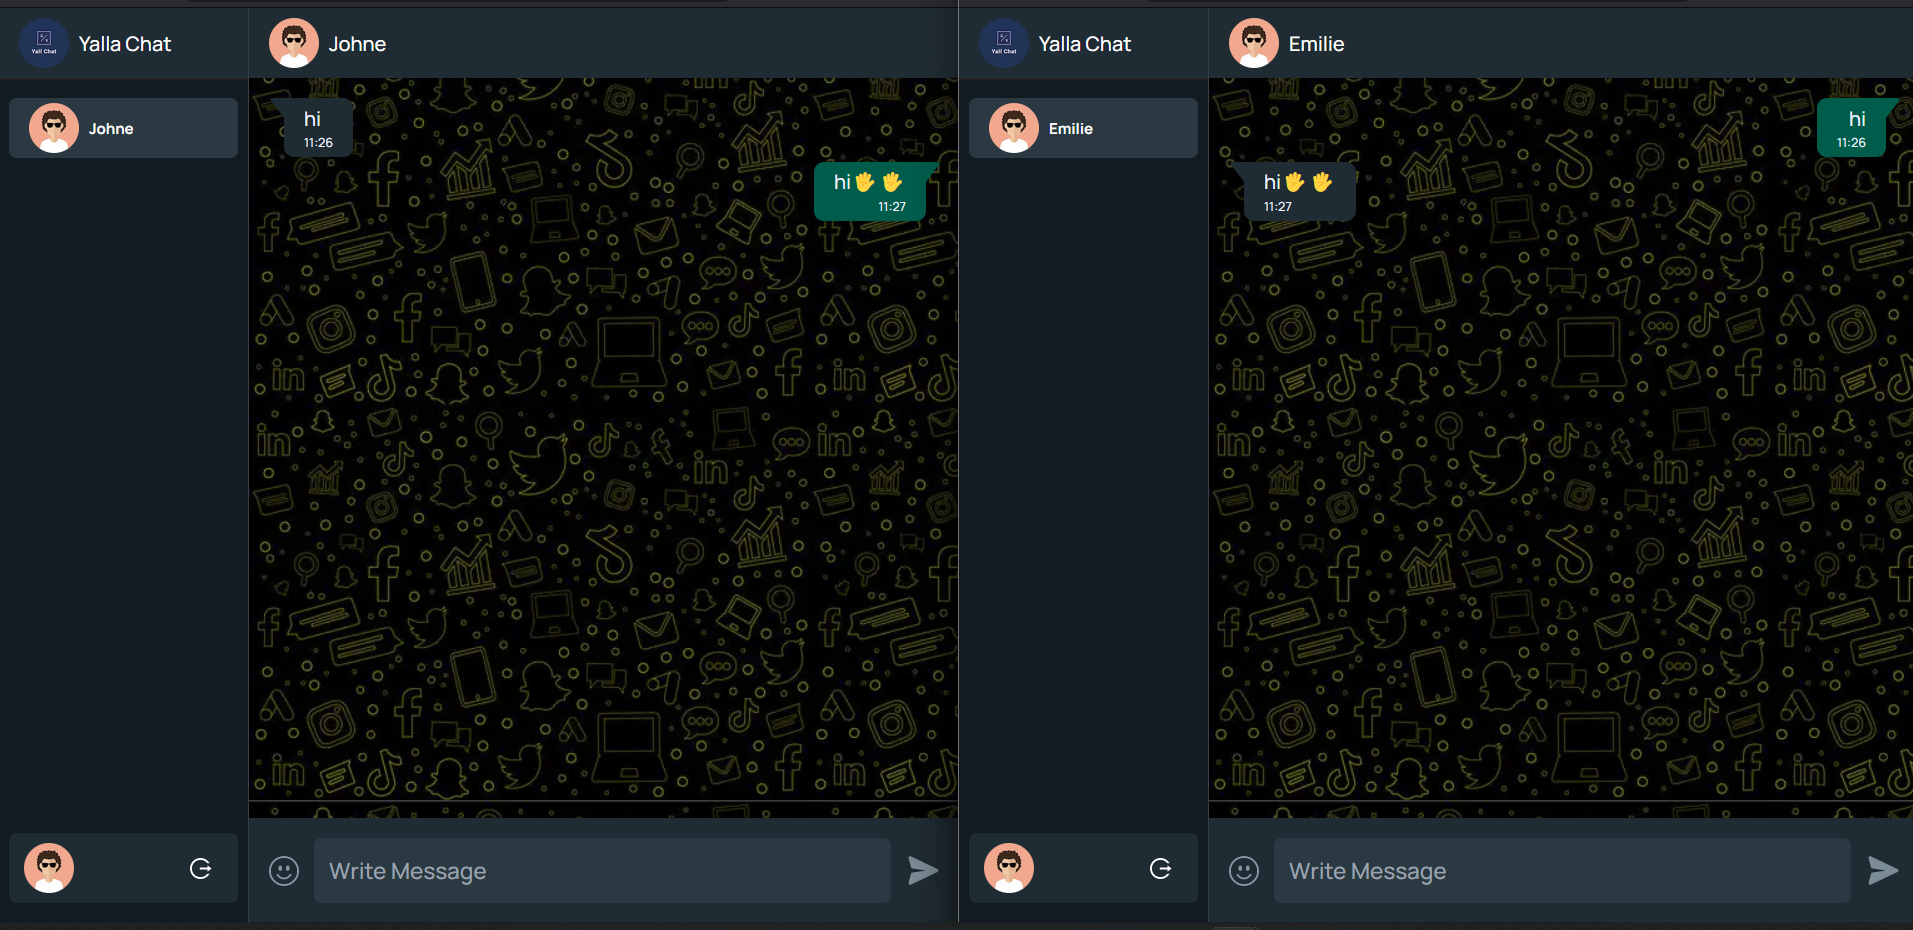 Yall Chat
Yalla Chat
Johne
Johne
hi
11:26
hi🖐 🖐
11:27
Write Message
Yall Chat
Yalla Chat
Emilie
Emilie
hi
11:26
hi🖐 🖐
11:27
Write Message